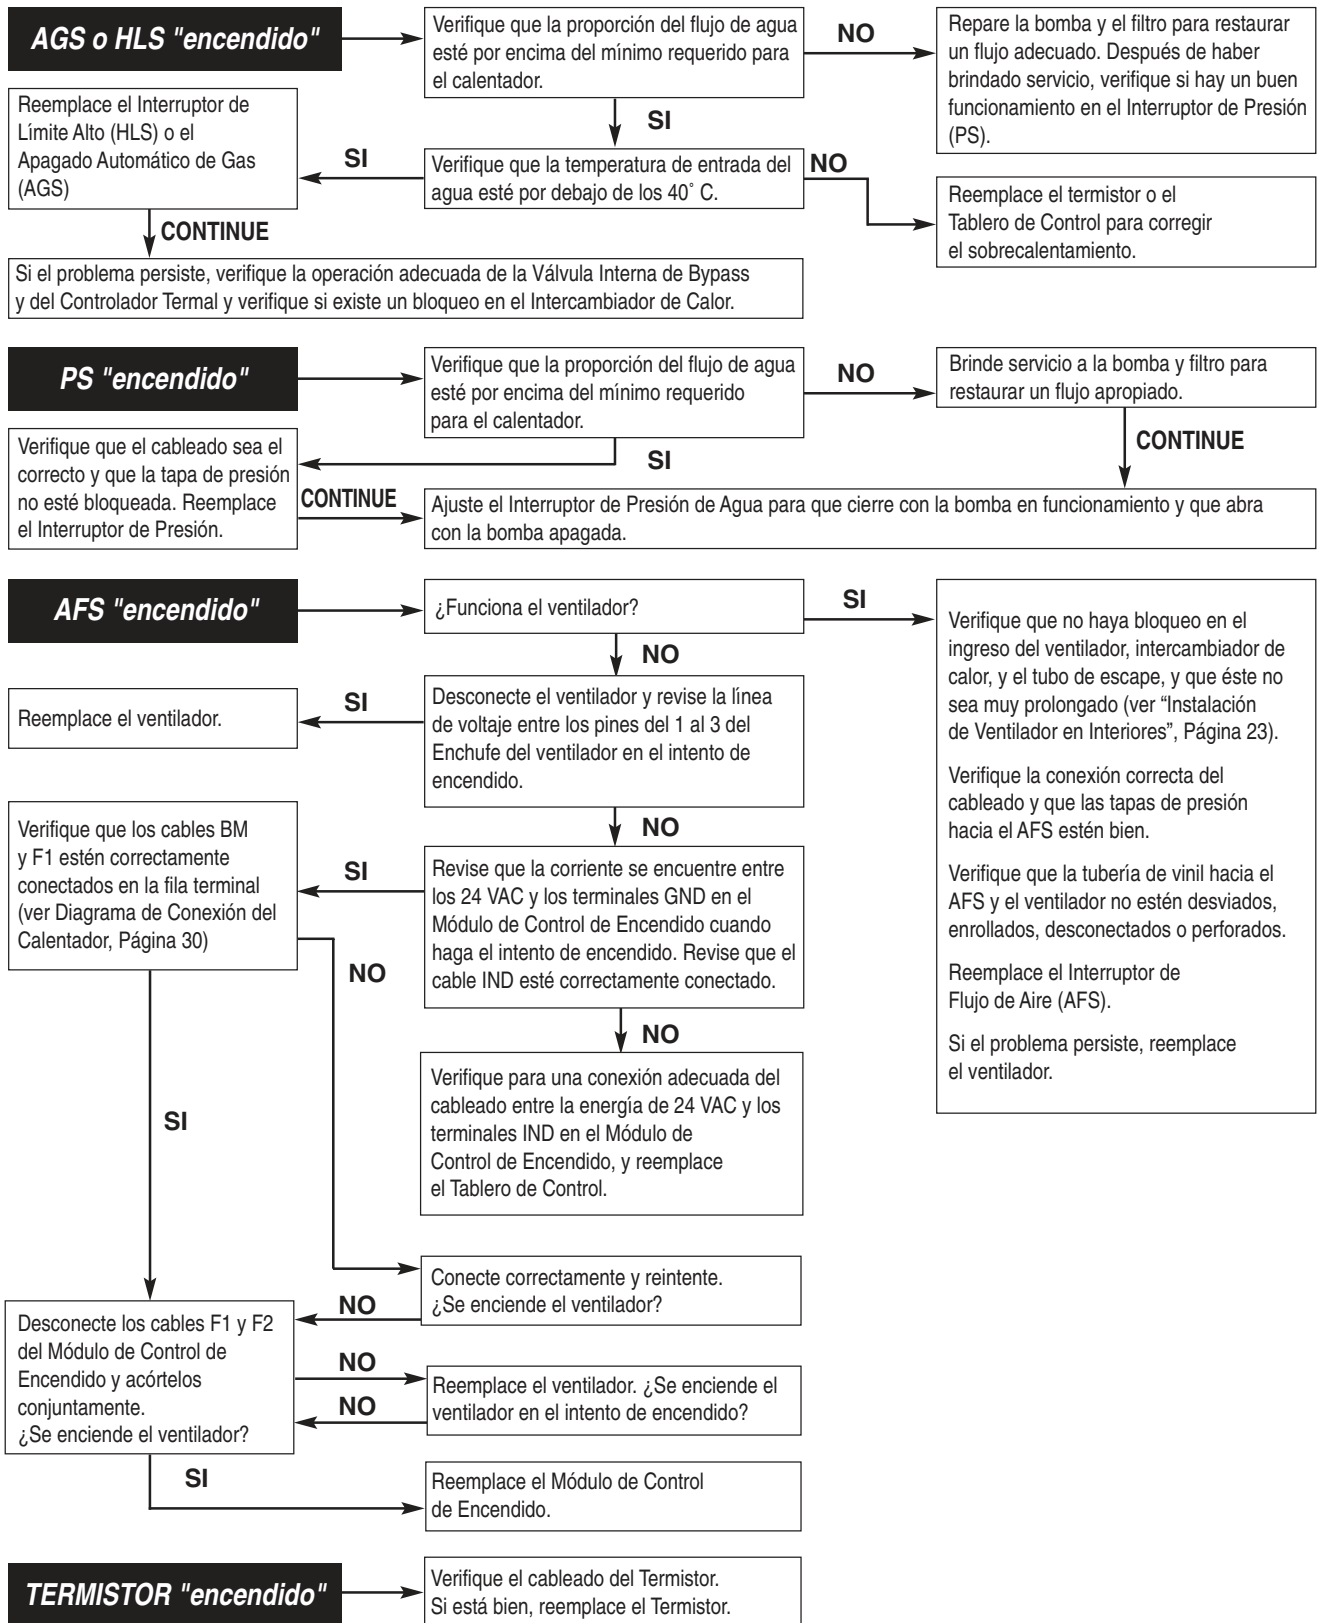 AGS o HLS "encendido"
Verifique que la proporción del flujo de agua
esté por encima del mínimo requerido para
el calentador.
NO
Repare la bomba y el filtro para restaurar
un flujo adecuado. Después de haber
brindado servicio, verifique si hay un buen
funcionamiento en el Interruptor de Presión
(PS).
SI
Verifique que la temperatura de entrada del
agua esté por debajo de los 40˚ C.
NO
Reemplace el termistor o el
Tablero de Control para corregir
el sobrecalentamiento.
SI
Reemplace el Interruptor de
Límite Alto (HLS) o el
Apagado Automático de Gas
(AGS)
CONTINUE
Si el problema persiste, verifique la operación adecuada de la Válvula Interna de Bypass
y del Controlador Termal y verifique si existe un bloqueo en el Intercambiador de Calor.
PS "encendido"
Verifique que la proporción del flujo de agua
esté por encima del mínimo requerido
para el calentador.
NO
Brinde servicio a la bomba y filtro para
restaurar un flujo apropiado.
CONTINUE
SI
Verifique que el cableado sea el
correcto y que la tapa de presión
no esté bloqueada. Reemplace
el Interruptor de Presión.
CONTINUE
Ajuste el Interruptor de Presión de Agua para que cierre con la bomba en funcionamiento y que abra
con la bomba apagada.
AFS "encendido"
¿Funciona el ventilador?
SI
Verifique que no haya bloqueo en el
ingreso del ventilador, intercambiador de
calor, y el tubo de escape, y que éste no
sea muy prolongado (ver “Instalación
de Ventilador en Interiores”, Página 23).
Verifique la conexión correcta del
cableado y que las tapas de presión
hacia el AFS estén bien.
Verifique que la tubería de vinil hacia el
AFS y el ventilador no estén desviados,
enrollados, desconectados o perforados.
Reemplace el Interruptor de
Flujo de Aire (AFS).
Si el problema persiste, reemplace
el ventilador.
NO
Desconecte el ventilador y revise la línea
de voltaje entre los pines del 1 al 3 del
Enchufe del ventilador en el intento de
encendido.
SI
Reemplace el ventilador.
NO
Revise que la corriente se encuentre entre
los 24 VAC y los terminales GND en el
Módulo de Control de Encendido cuando
haga el intento de encendido. Revise que el
cable IND esté correctamente conectado.
SI
Verifique que los cables BM
y F1 estén correctamente
conectados en la fila terminal
(ver Diagrama de Conexión del
Calentador, Página 30)
NO
NO
Verifique para una conexión adecuada del
cableado entre la energía de 24 VAC y los
terminales IND en el Módulo de
Control de Encendido, y reemplace
el Tablero de Control.
SI
Conecte correctamente y reintente.
¿Se enciende el ventilador?
NO
Desconecte los cables F1 y F2
del Módulo de Control de
Encendido y acórtelos
conjuntamente.
¿Se enciende el ventilador?
NO
Reemplace el ventilador. ¿Se enciende el
ventilador en el intento de encendido?
NO
SI
Reemplace el Módulo de Control
de Encendido.
TERMISTOR "encendido"
Verifique el cableado del Termistor.
Si está bien, reemplace el Termistor.